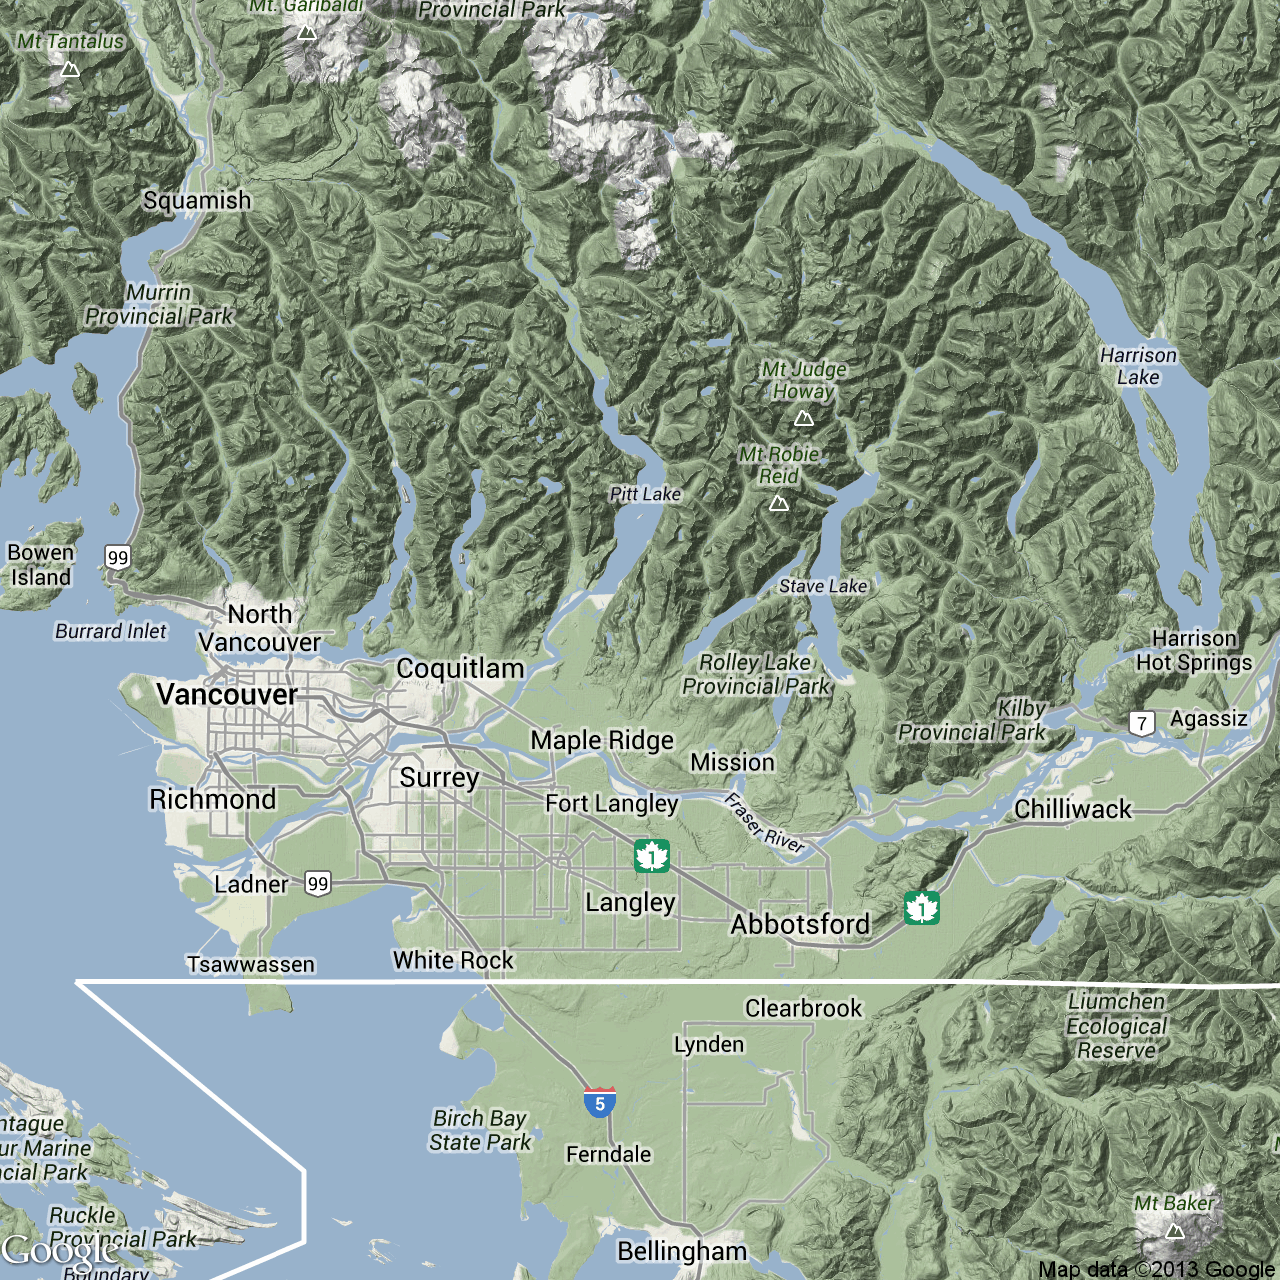 Mt. Garibaldi
Provincial Park
Mt Tantalus
Squamish
Murrin
Provincial Park
Harrison
Lake
Mt Judge
Howay
Mt Robie
Reid
Pitt Lake
Bowen
Island
99
Stave Lake
North
Vancouver
Burrard Inlet
Harrison
Hot Springs
Coquitlam
Rolley Lake
Provincial Park
Vancouver
Kilby
Provincial Park
7
Agassiz
Maple Ridge
Mission
Surrey
Richmond
Fort Langley
Fraser River
Chilliwack
1
Ladner
99
Langley
1
Abbotsford
White Rock
Tsawwassen
Clearbrook
Liumchen
Ecological
Reserve
Lynden
5
Birch Bay
State Park
ntague
ur Marine
ncial Park
Ferndale
Mt Baker
Ruckle
Provincial Park
Google
Bellingham
Boundary
Map data ©2013 Google